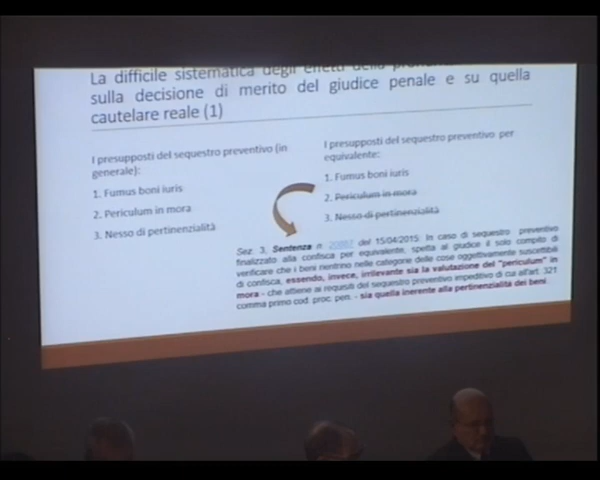 La difficile sistematica degli effetti della
sulla decisione di merito del giudice penale e su quella
cautelare reale (1)
I presupposti del sequestro preventivo (in
generale):
1. Fumus boni iuris
2. Periculum in mora
3. Nesso di pertinenzialità
I presupposti del sequestro preventivo per
equivalente:
1. Fumus boni iuris
2. Periculum in mora
3. Nesso di pertinenzialità
Sez. 3, Sentenza n. del 15/04/2015: In caso di sequestro preventivo
finalizzato alla confisca per equivalente, spetta al giudice il solo compito di
verificare che i beni rientrino nelle categorie delle cose oggettivamente suscettibili
di confisca, essendo, invece, irrilevante sia la valutazione del "periculum" in
mora - che attiene ai requisiti del sequestro preventivo impeditivo di cui all'art. 321
comma primo cod. proc. pen. - sia quella inerente alla pertinenzialità dei beni.